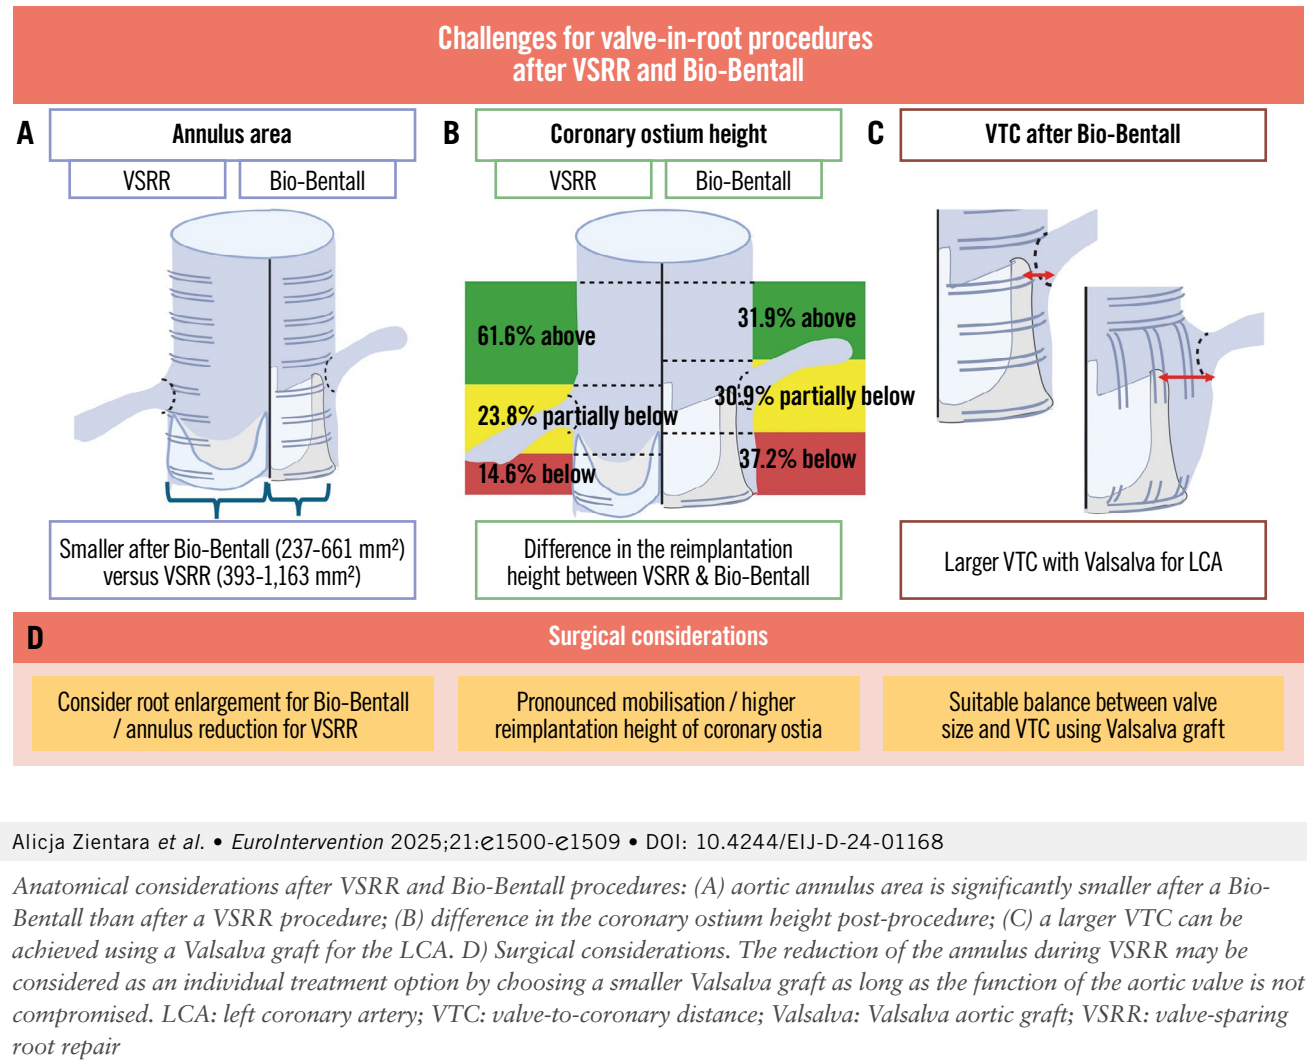 Challenges for valve-in-root procedures
after VSRR and Bio-Bentall
A
Annulus area
VSRR
Bio-Bentall
Smaller after Bio-Bentall (237-661 mm²)
versus VSRR (393-1,163 mm²)
B
Coronary ostium height
VSRR
Bio-Bentall
61.6% above
23.8% partially below
14.6% below
31.9% above
30.9% partially below
37.2% below
Difference in the reimplantation
height between VSRR & Bio-Bentall
C
VTC after Bio-Bentall
Larger VTC with Valsalva for LCA
D
Surgical considerations
Consider root enlargement for Bio-Bentall
/ annulus reduction for VSRR
Pronounced mobilisation / higher
reimplantation height of coronary ostia
Suitable balance between valve
size and VTC using Valsalva graft
Alicja Zientara et al. • EuroIntervention 2025;21:e1500-e1509 • DOI: 10.4244/EIJ-D-24-01168
Anatomical considerations after VSRR and Bio-Bentall procedures: (A) aortic annulus area is significantly smaller after a Bio-
Bentall than after a VSRR procedure; (B) difference in the coronary ostium height post-procedure; (C) a larger VTC can be
achieved using a Valsalva graft for the LCA. D) Surgical considerations. The reduction of the annulus during VSRR may be
considered as an individual treatment option by choosing a smaller Valsalva graft as long as the function of the aortic valve is not
compromised. LCA: left coronary artery; VTC: valve-to-coronary distance; Valsalva: Valsalva aortic graft; VSRR: valve-sparing
root repair